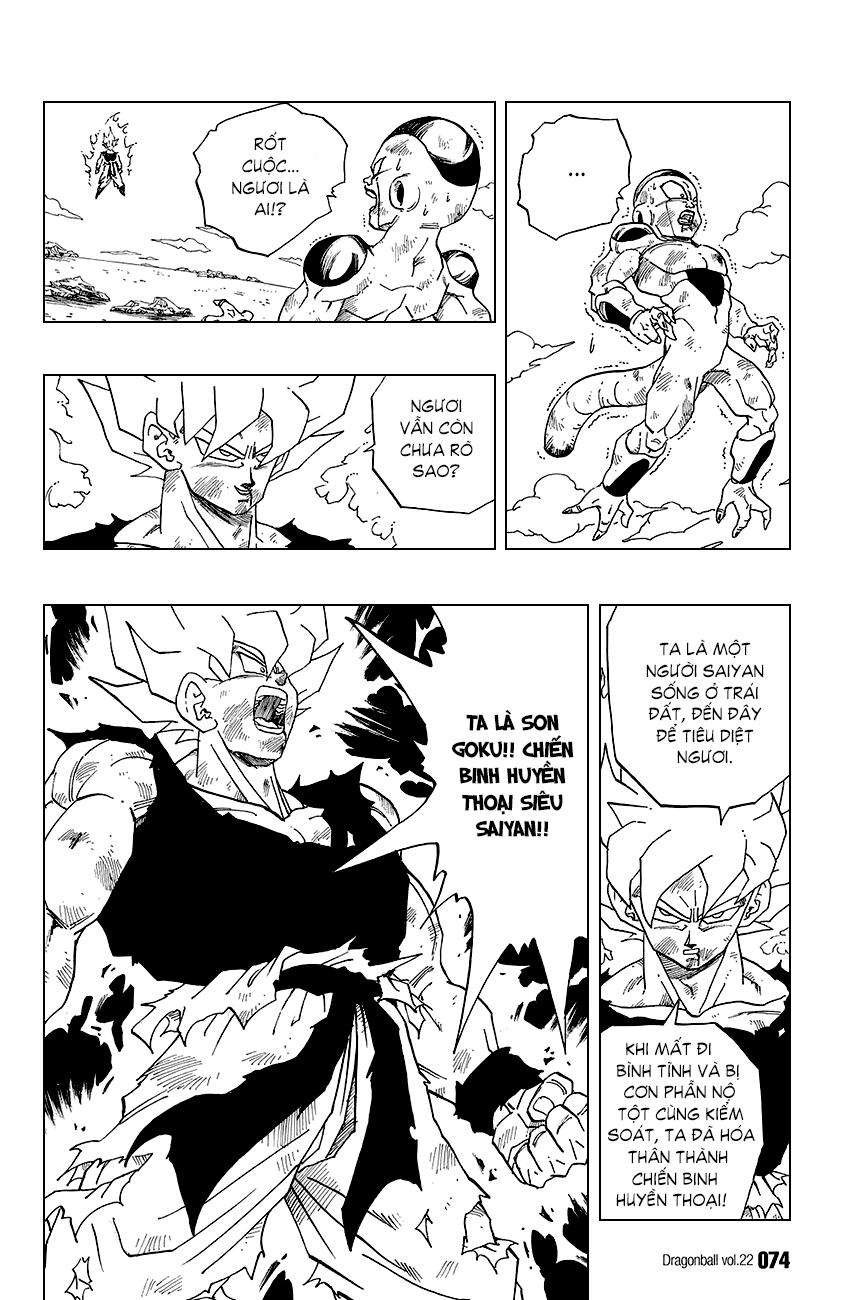 ...
RỐT
CUỘC...
NGƯƠI LÀ
AI!?
NGƯƠI
VẪN CÒN
CHƯA RÕ
SAO?
TA LÀ MỘT
NGƯỜI SAIYAN
SỐNG Ở TRÁI
ĐẤT, ĐẾN ĐÂY
ĐỂ TIÊU DIỆT
NGƯƠI.
KHI MẤT ĐI
BÌNH TĨNH VÀ BỊ
CƠN PHẪN NỘ
TỘT CÙNG KIỂM
SOÁT, TA ĐÃ HÓA
THÂN THÀNH
CHIẾN BINH
HUYỀN THOẠI!
TA LÀ SON
GOKU!! CHIẾN
BINH HUYỀN
THOẠI SIÊU
SAIYAN!!
Dragonball vol.22 074